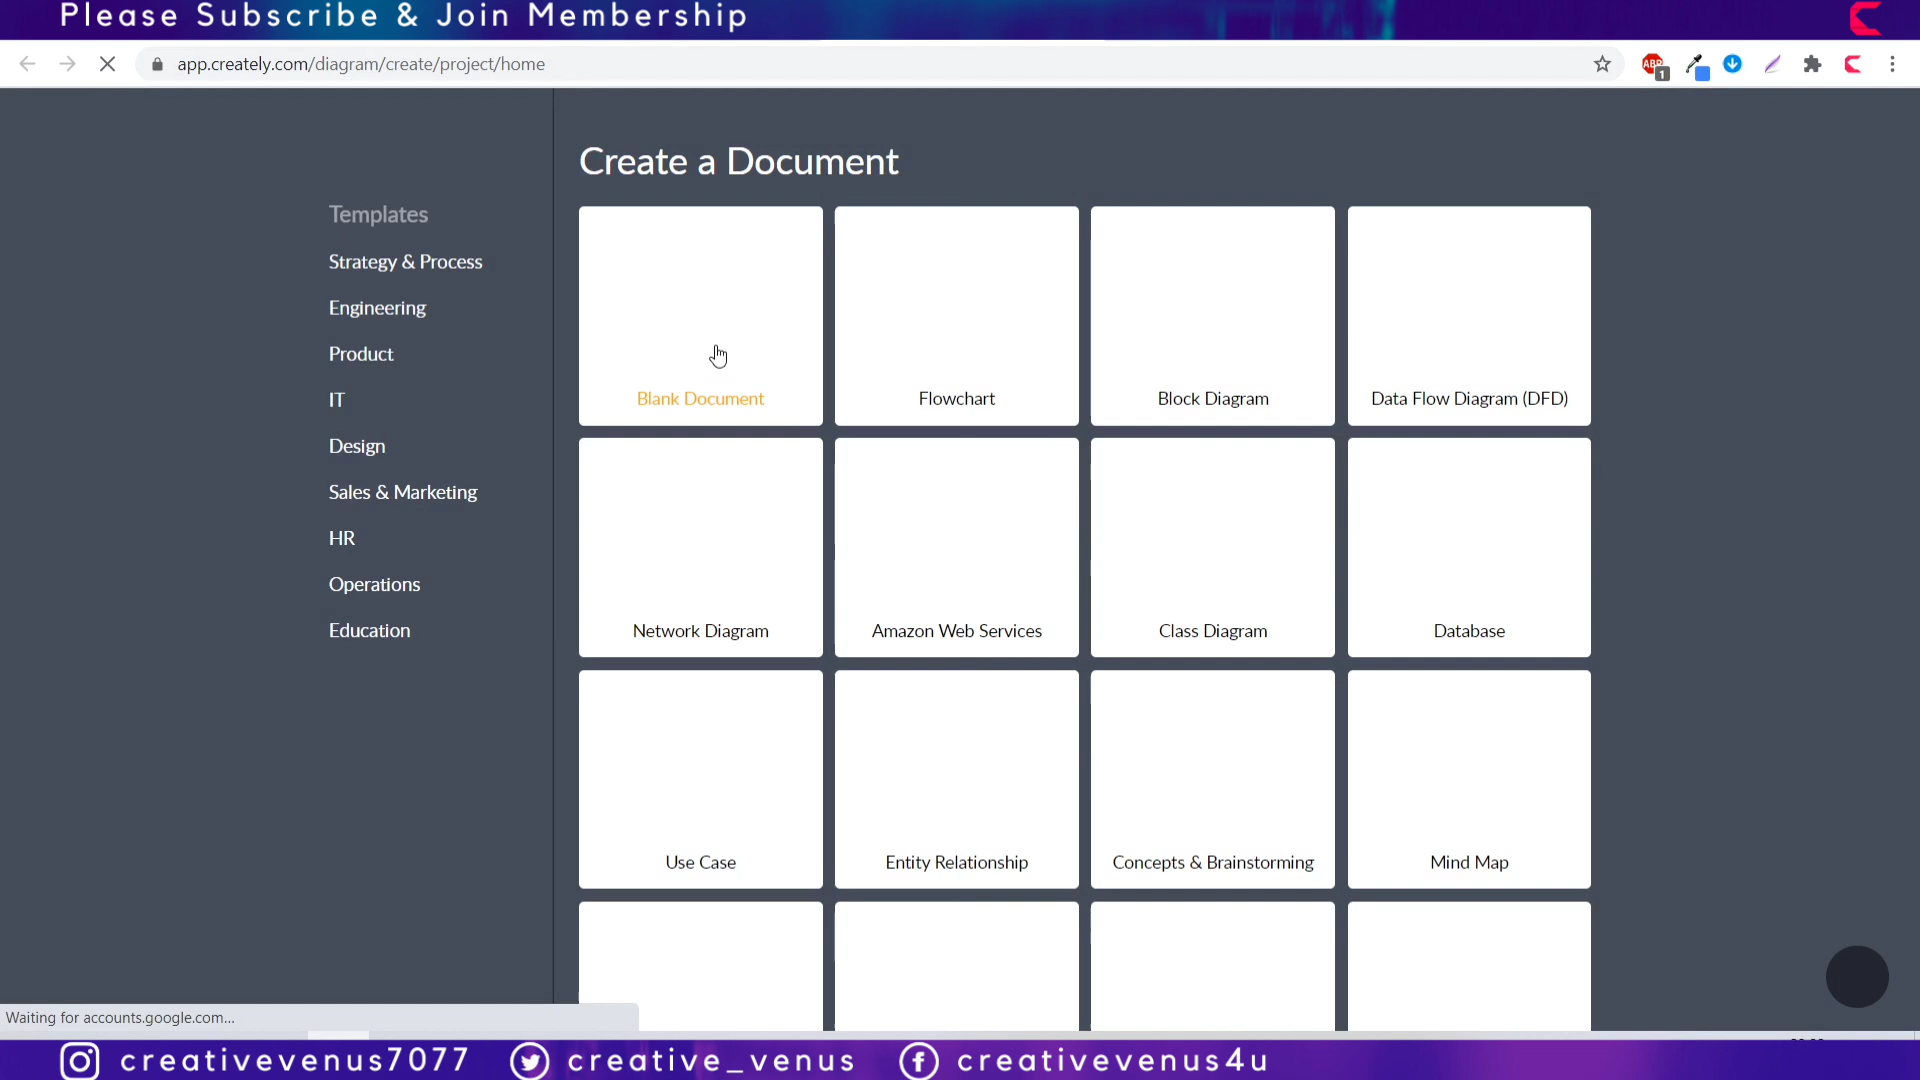 Please Subscribe & Join Membership
app.creately.com/diagram/create/project/home
ABP
1
Create a Document
Templates
Strategy & Process
Engineering
Product
IT
Design
Sales & Marketing
HR
Operations
Education
Blank Document
Flowchart
Block Diagram
Data Flow Diagram (DFD)
Network Diagram
Amazon Web Services
Class Diagram
Database
Use Case
Entity Relationship
Concepts & Brainstorming
Mind Map
Waiting for accounts.google.com...
creativevenus7077
creative_venus
creativevenus4u